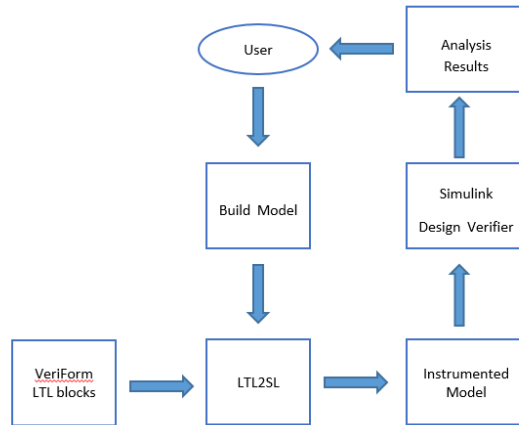 User
Analysis
Results
Build Model
Simulink
Design Verifier
VeriForm
LTL blocks
LTL2SL
Instrumented
Model